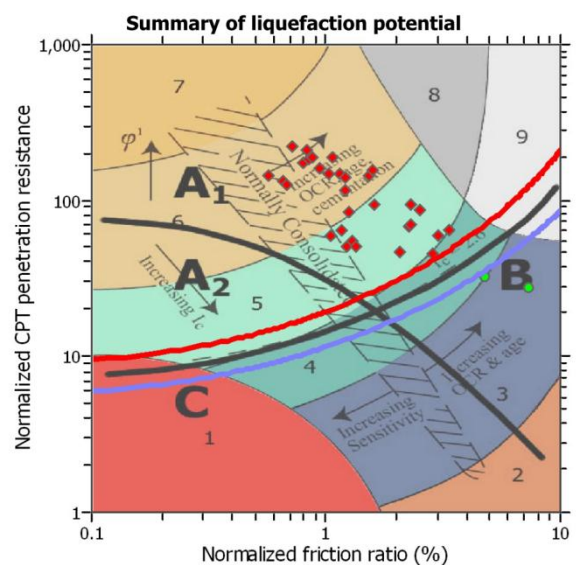 Summary of liquefaction potential
Normalized CPT penetration resistance
1,000
100
10
1
7
8
9
φ'
A1
6
A2
5
Increasing Ic
Normally Consolidated
Increasing
OCR, age
cementation
Ic = 2.6
B
4
3
C
1
2
Increasing
OCR & age
Increasing
Sensitivity
0.1
1
10
Normalized friction ratio (%)